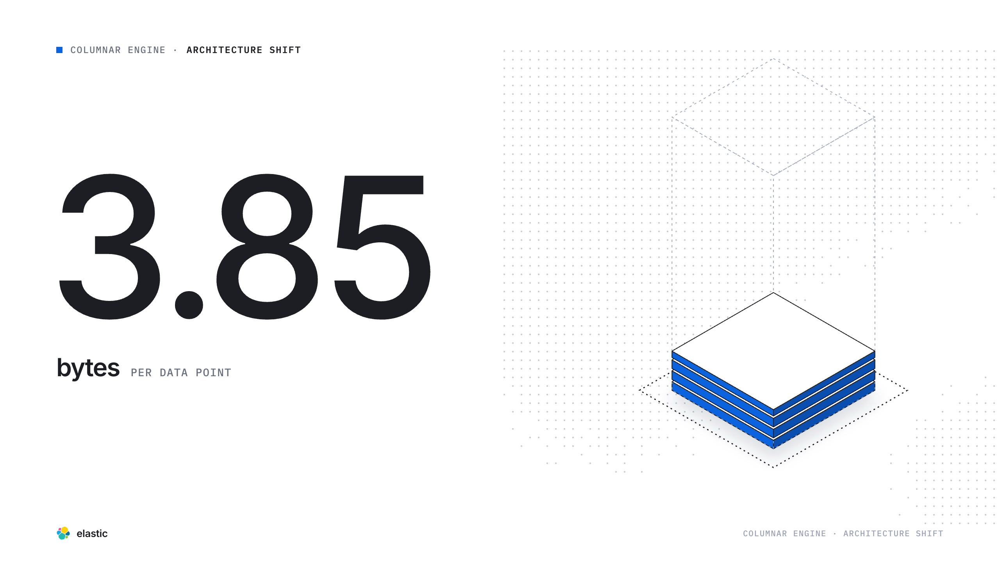 COLUMNAR ENGINE · ARCHITECTURE SHIFT
3.85
bytes PER DATA POINT
elastic
COLUMNAR ENGINE · ARCHITECTURE SHIFT